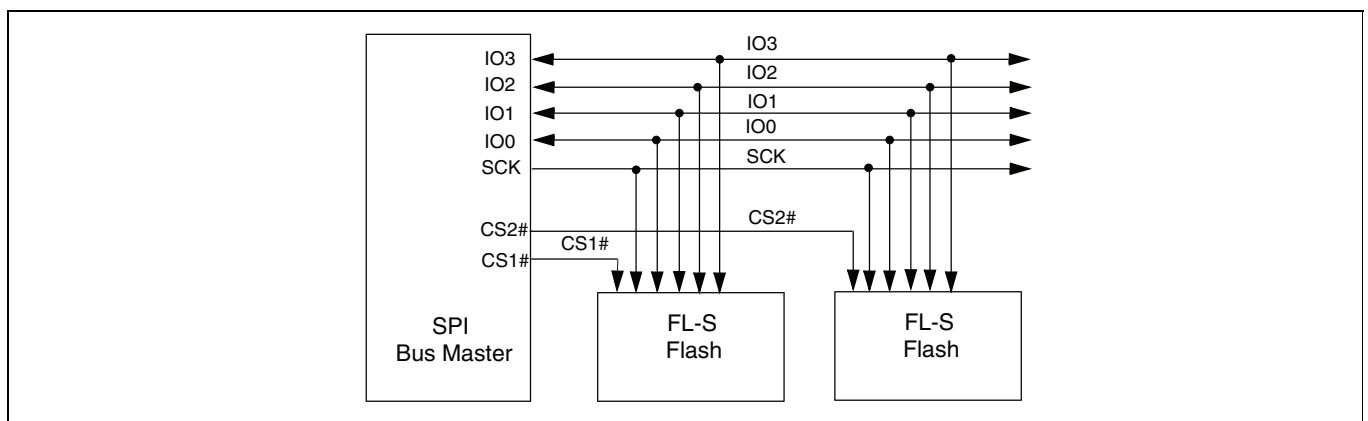 IO3
IO3
IO2
IO2
IO1
IO1
IO0
IO0
SCK
SCK
CS2#
CS2#
CS1#
CS1#
SPI
Bus Master
FL-S
Flash
FL-S
Flash